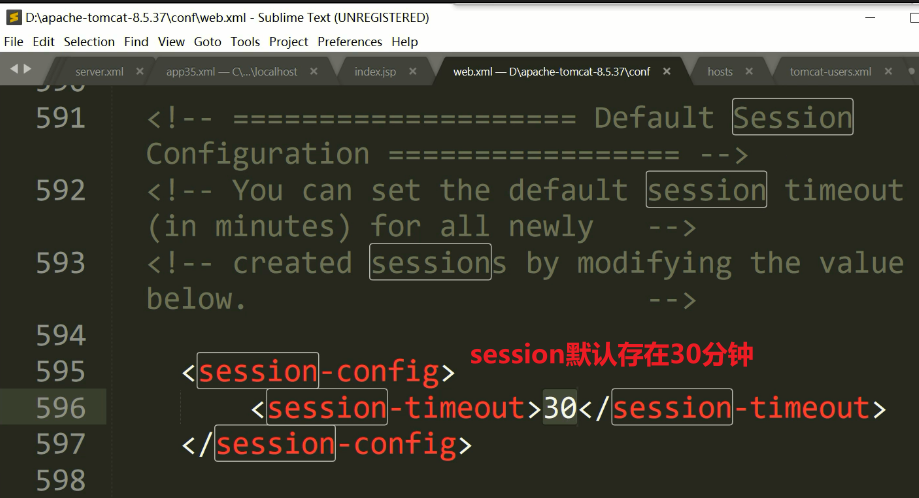 D:\apache-tomcat-8.5.37\conf\web.xml - Sublime Text (UNREGISTERED)
File Edit Selection Find View Goto Tools Project Preferences Help
server.xml × app35.xml — C\...\localhost × index.jsp × web.xml — D\apache-tomcat-8.5.37\conf × hosts × tomcat-users.xml ×
591 <!-- ==================== Default Session
Configuration ================= -->
592 <!-- You can set the default session timeout
(in minutes) for all newly -->
593 <!-- created sessions by modifying the value
below. -->
594
session默认存在30分钟
595 <session-config>
596 <session-timeout>30</session-timeout>
597 </session-config>
598